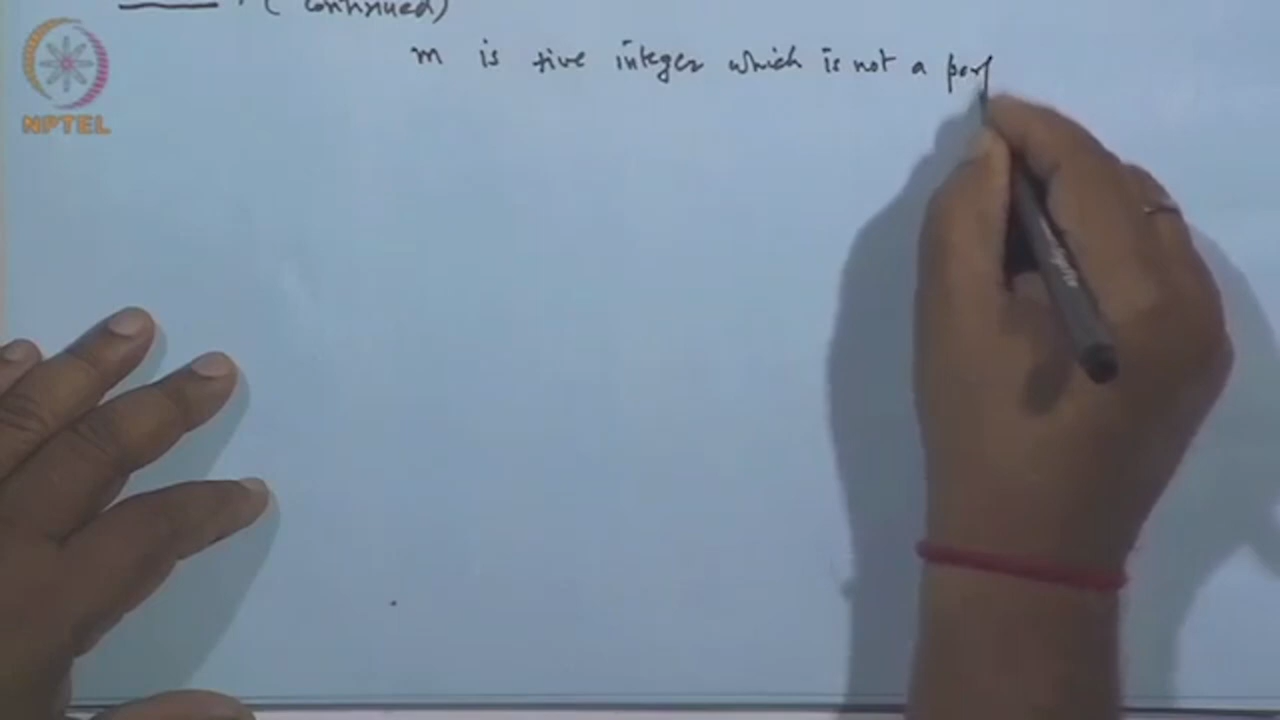 (continued)
m is +ive integer which is not a perf
NPTEL